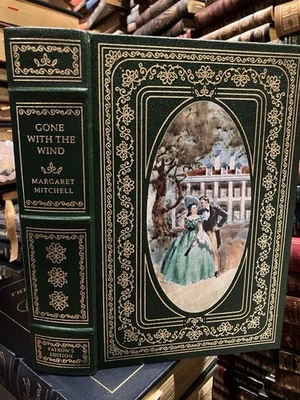 GONE
WITH THE
WIND
MARGARET
MITCHELL
PATRON'S
EDITION